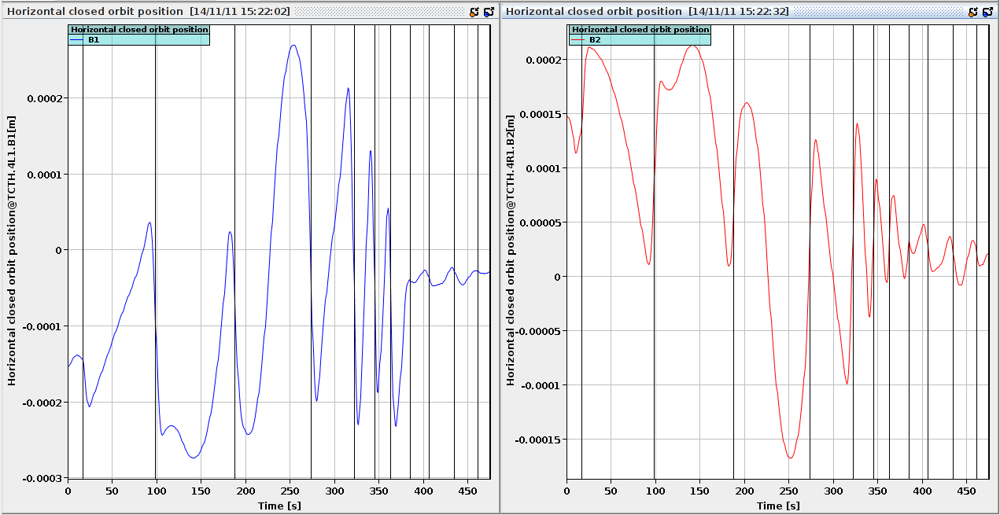 Horizontal closed orbit position [14/11/11 15:22:02]
Horizontal closed orbit position
B1
Horizontal closed orbit position@TCTH.4L1.B1[m]
0.0002
0.0001
0
-0.0001
-0.0002
-0.0003
0 50 100 150 200 250 300 350 400 450
Time [s]
Horizontal closed orbit position [14/11/11 15:22:32]
Horizontal closed orbit position
B2
Horizontal closed orbit position@TCTH.4R1.B2[m]
0.0002
0.00015
0.0001
0.00005
0
-0.00005
-0.0001
-0.00015
0 50 100 150 200 250 300 350 400 450
Time [s]